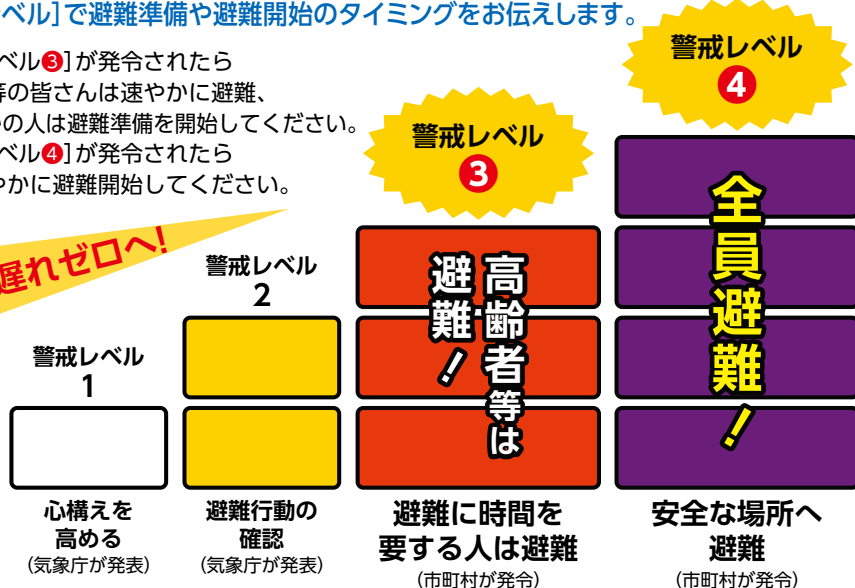 ベル]で避難準備や避難開始のタイミングをお伝えします。
ベル❸]が発令されたら
等の皆さんは速やかに避難、
の人は避難準備を開始してください。
ベル❹]が発令されたら
やかに避難開始してください。
遅れゼロへ!
警戒レベル
1
心構えを
高める
(気象庁が発表)
警戒レベル
2
避難行動の
確認
(気象庁が発表)
警戒レベル
❸
高齢者等は
避難!
避難に時間を
要する人は避難
(市町村が発令)
警戒レベル
❹
全員避難!
安全な場所へ
避難
(市町村が発令)